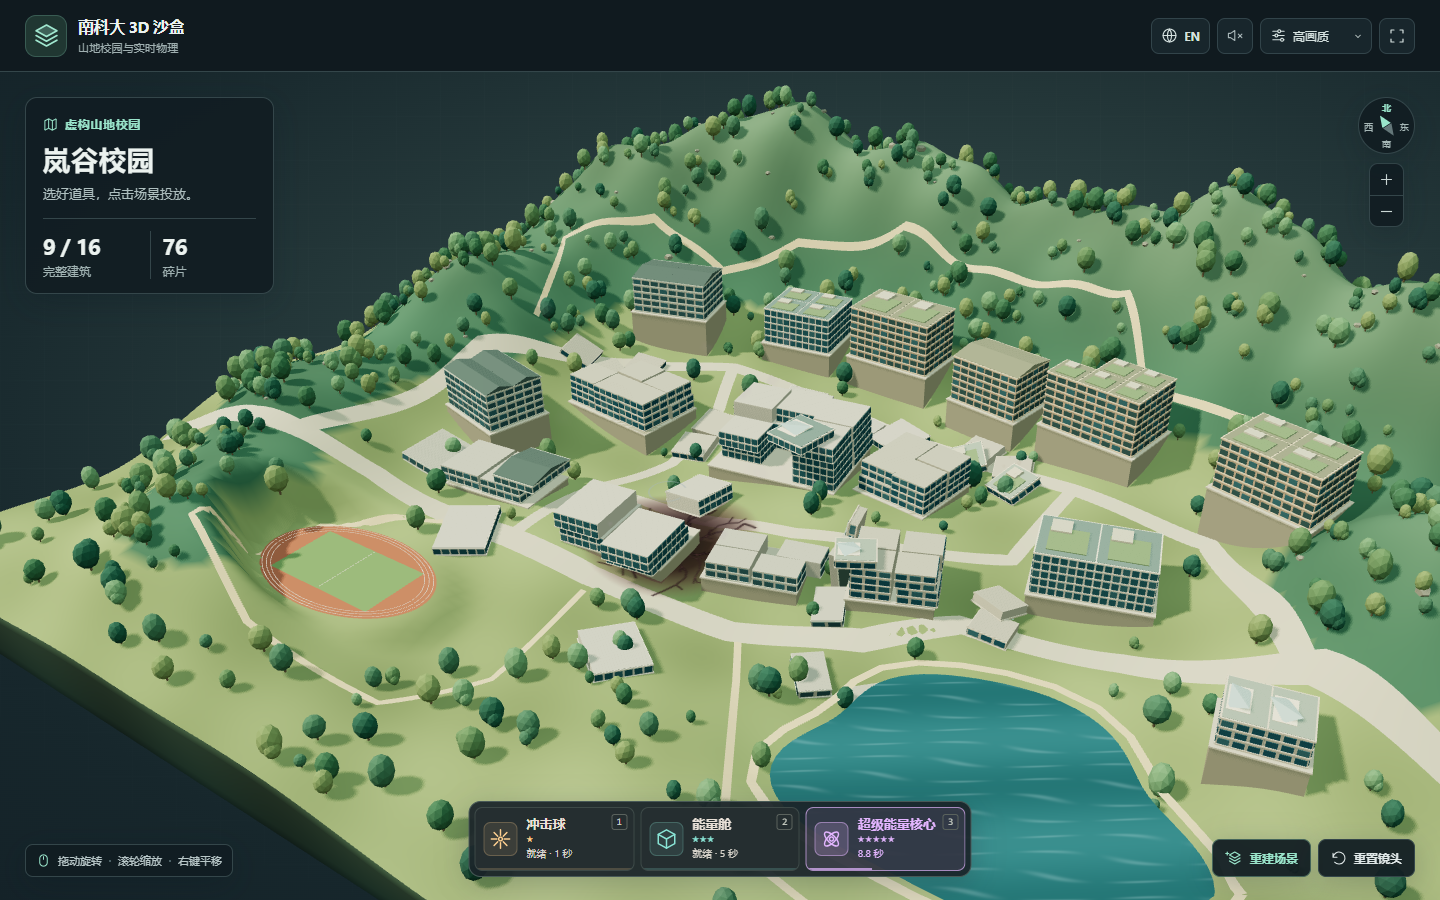 南科大 3D 沙盒
山地校园与实时物理
EN
高画质
虚构山地校园
岚谷校园
选好道具，点击场景投放。
9 / 16
完整建筑
76
碎片
北
西
东
南
冲击球
1
★
就绪 · 1 秒
能量舱
2
★★★
就绪 · 5 秒
超级能量核心
3
★★★★★
8.8 秒
拖动旋转 · 滚轮缩放 · 右键平移
重建场景
重置镜头